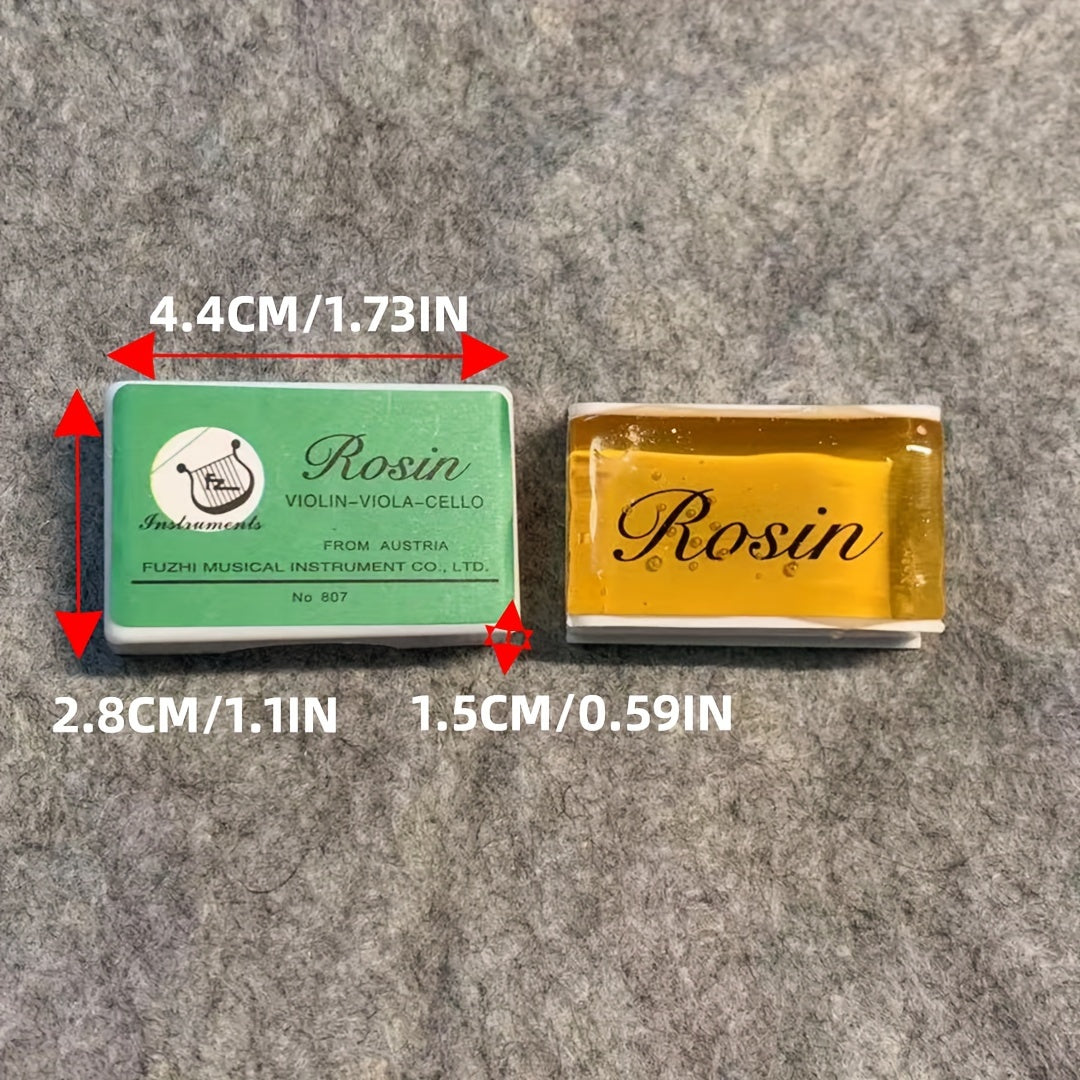 4.4CM/1.73IN
FZ
Instruments
Rosin
VIOLIN-VIOLA-CELLO
FROM AUSTRIA
FUZHI MUSICAL INSTRUMENT CO., LTD.
No 807
Rosin
2.8CM/1.1IN
1.5CM/0.59IN